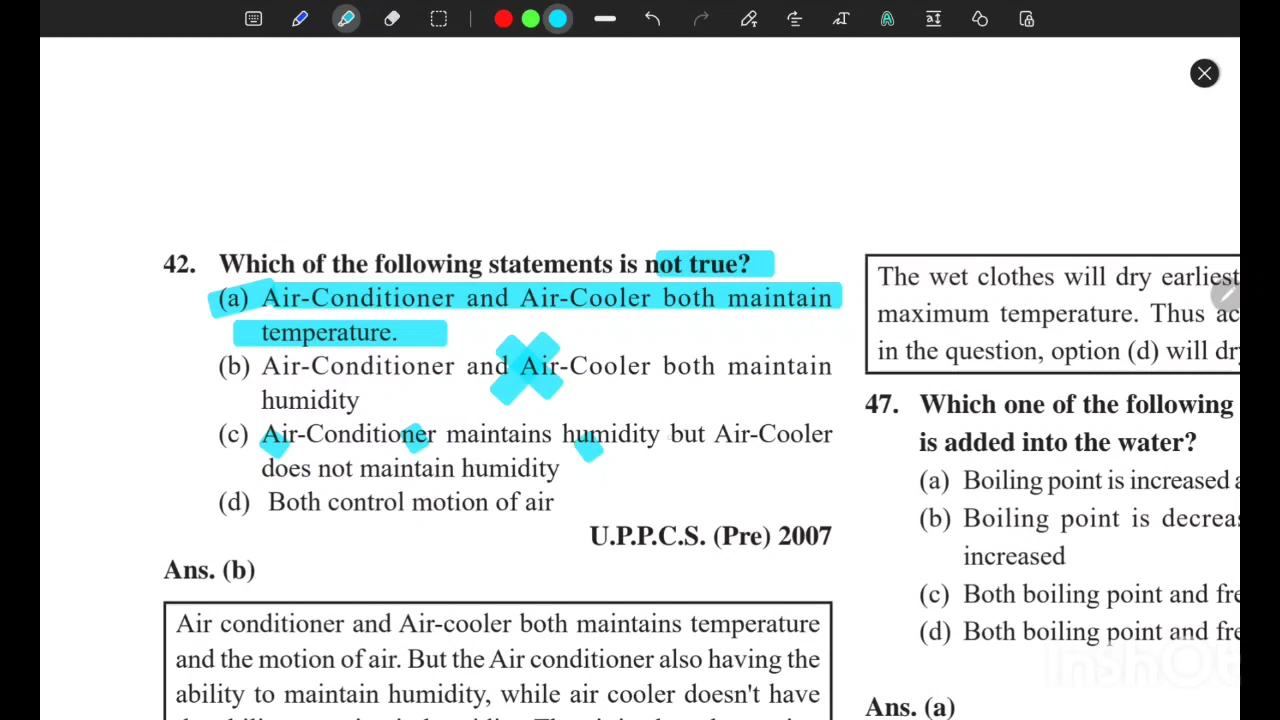 42. Which of the following statements is not true?
(a) Air-Conditioner and Air-Cooler both maintain
temperature.
(b) Air-Conditioner and Air-Cooler both maintain
humidity
(c) Air-Conditioner maintains humidity but Air-Cooler
does not maintain humidity
(d) Both control motion of air
U.P.P.C.S. (Pre) 2007
Ans. (b)
Air conditioner and Air-cooler both maintains temperature
and the motion of air. But the Air conditioner also having the
ability to maintain humidity, while air cooler doesn't have
The wet clothes will dry earliest
maximum temperature. Thus
in the question, option (d) will
47. Which one of the following
is added into the water?
(a) Boiling point is increased
(b) Boiling point is
increased
(c) Both boiling point and
(d) Both boiling point and
Ans. (a)
InshOt